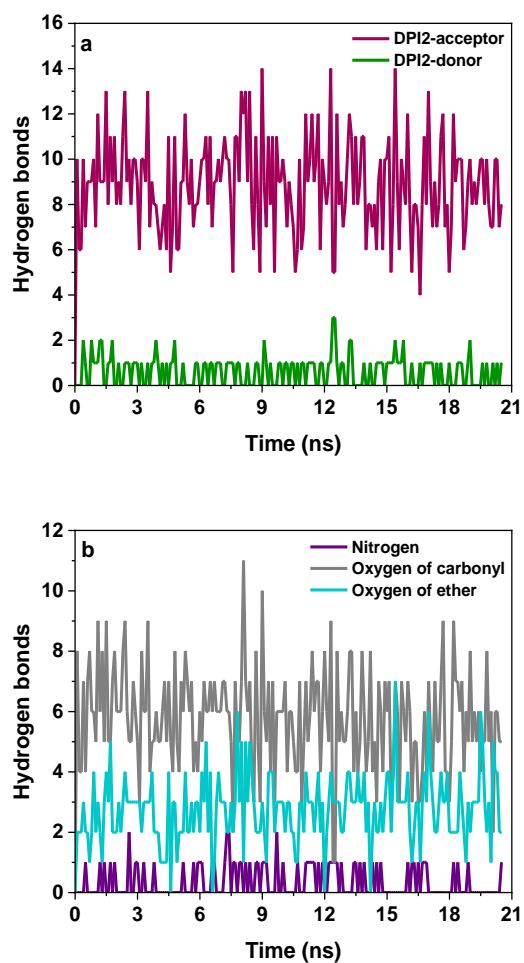 16
a
DPI2-acceptor
DPI2-donor
14
12
10
8
6
4
2
0
Hydrogen bonds
0 3 6 9 12 15 18 21
Time (ns)
12
b
Nitrogen
Oxygen of carbonyl
Oxygen of ether
10
8
6
4
2
0
Hydrogen bonds
0 3 6 9 12 15 18 21
Time (ns)